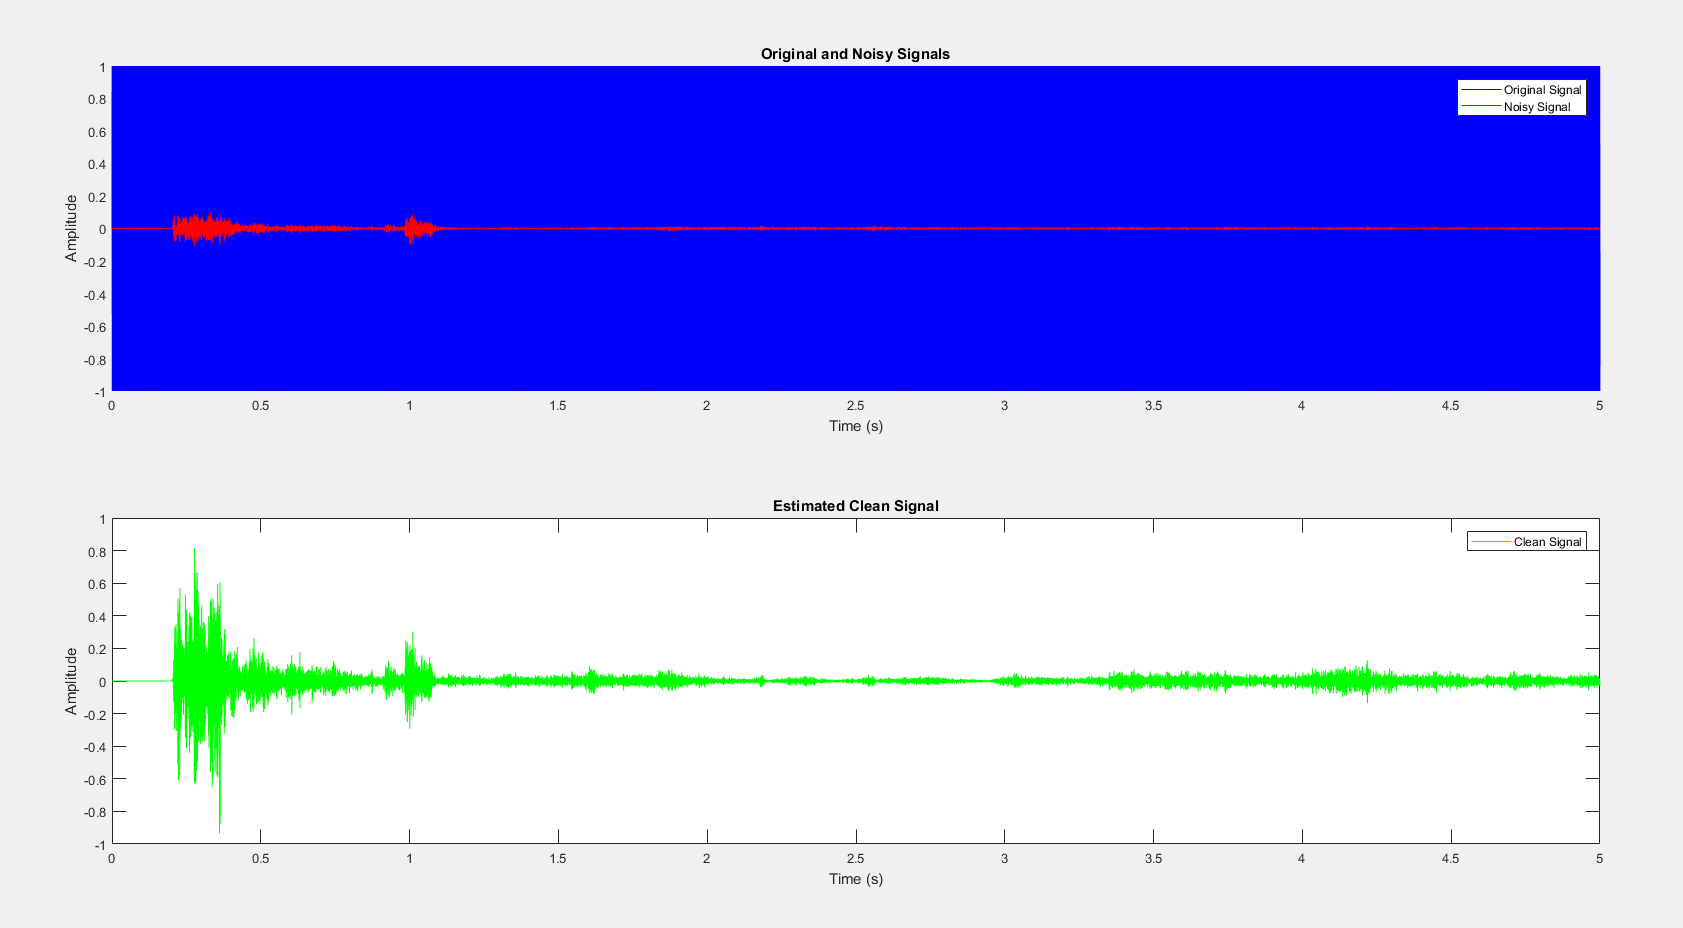 Original and Noisy Signals
Original Signal
Noisy Signal
1
0.8
0.6
0.4
0.2
0
-0.2
-0.4
-0.6
-0.8
-1
Amplitude
0 0.5 1 1.5 2 2.5 3 3.5 4 4.5 5
Time (s)
Estimated Clean Signal
Clean Signal
1
0.8
0.6
0.4
0.2
0
-0.2
-0.4
-0.6
-0.8
-1
Amplitude
0 0.5 1 1.5 2 2.5 3 3.5 4 4.5 5
Time (s)